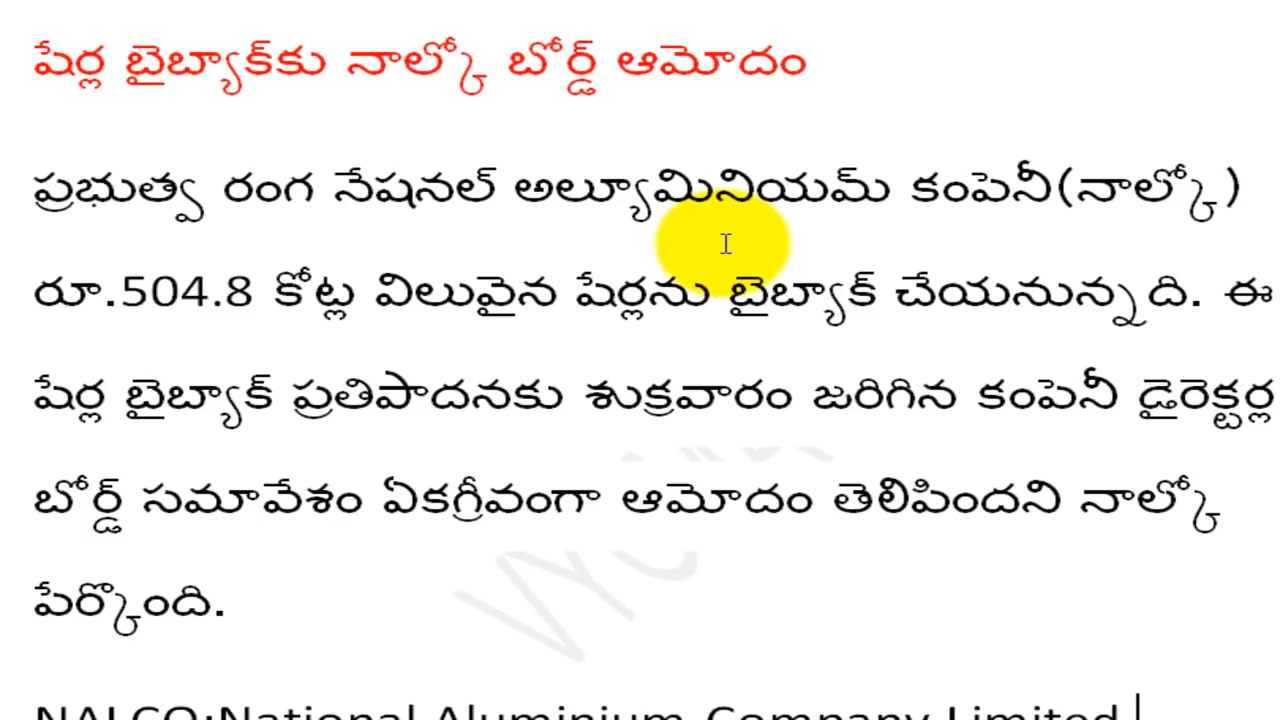 షేర్ల బైబ్యాక్‌కు నాల్కో బోర్డ్ ఆమోదం
ప్రభుత్వ రంగ నేషనల్ అల్యూమినియమ్ కంపెనీ(నాల్కో)
రూ.504.8 కోట్ల విలువైన షేర్లను బైబ్యాక్ చేయనున్నది. ఈ
షేర్ల బైబ్యాక్ ప్రతిపాదనకు శుక్రవారం జరిగిన కంపెనీ డైరెక్టర్ల
బోర్డ్ సమావేశం ఏకగ్రీవంగా ఆమోదం తెలిపిందని నాల్కో
పేర్కొంది.
NALCO:National Aluminium Company Limited